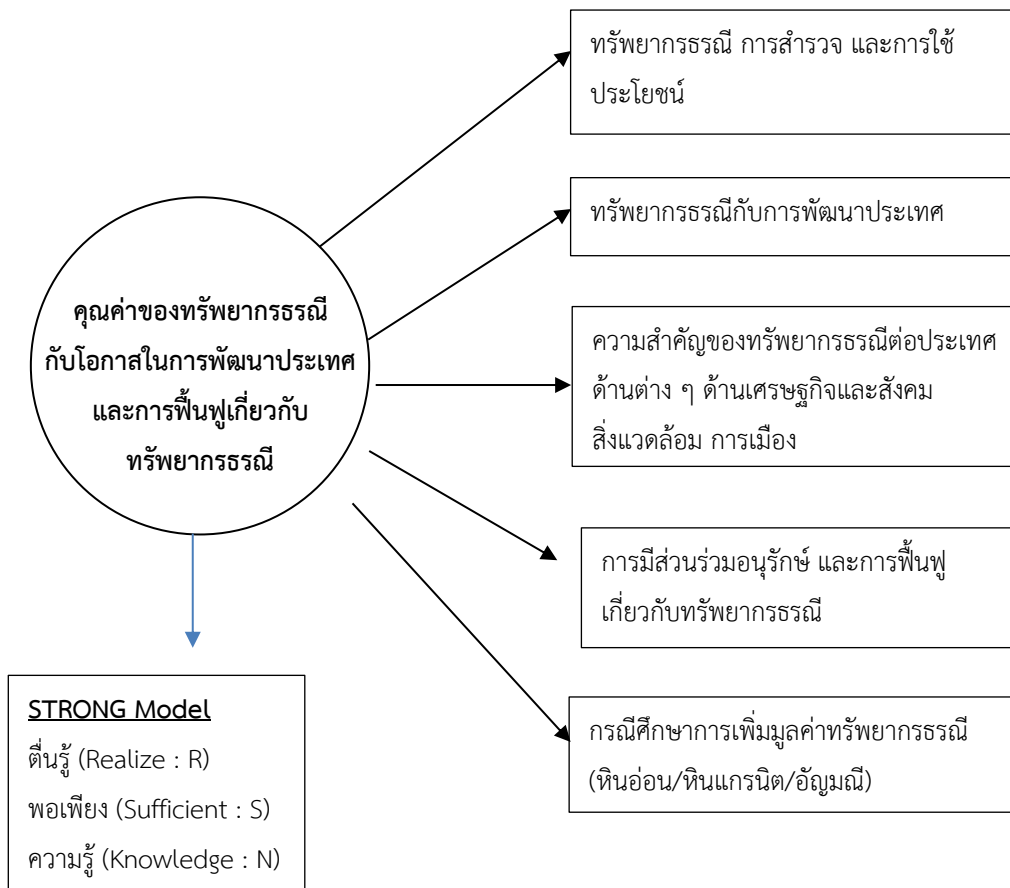 ทรัพยากรธรณี การสำรวจ และการใช้
ประโยชน์
ทรัพยากรธรณีกับการพัฒนาประเทศ
คุณค่าของทรัพยากรธรณี
กับโอกาสในการพัฒนาประเทศ
และการฟื้นฟูเกี่ยวกับ
ทรัพยากรธรณี
ความสำคัญของทรัพยากรธรณีต่อประเทศ
ด้านต่าง ๆ ด้านเศรษฐกิจและสังคม
สิ่งแวดล้อม การเมือง
การมีส่วนร่วมอนุรักษ์ และการฟื้นฟู
เกี่ยวกับทรัพยากรธรณี
กรณีศึกษาการเพิ่มมูลค่าทรัพยากรธรณี
(หินอ่อน/หินแกรนิต/อัญมณี)
STRONG Model
ตื่นรู้ (Realize : R)
พอเพียง (Sufficient : S)
ความรู้ (Knowledge : N)